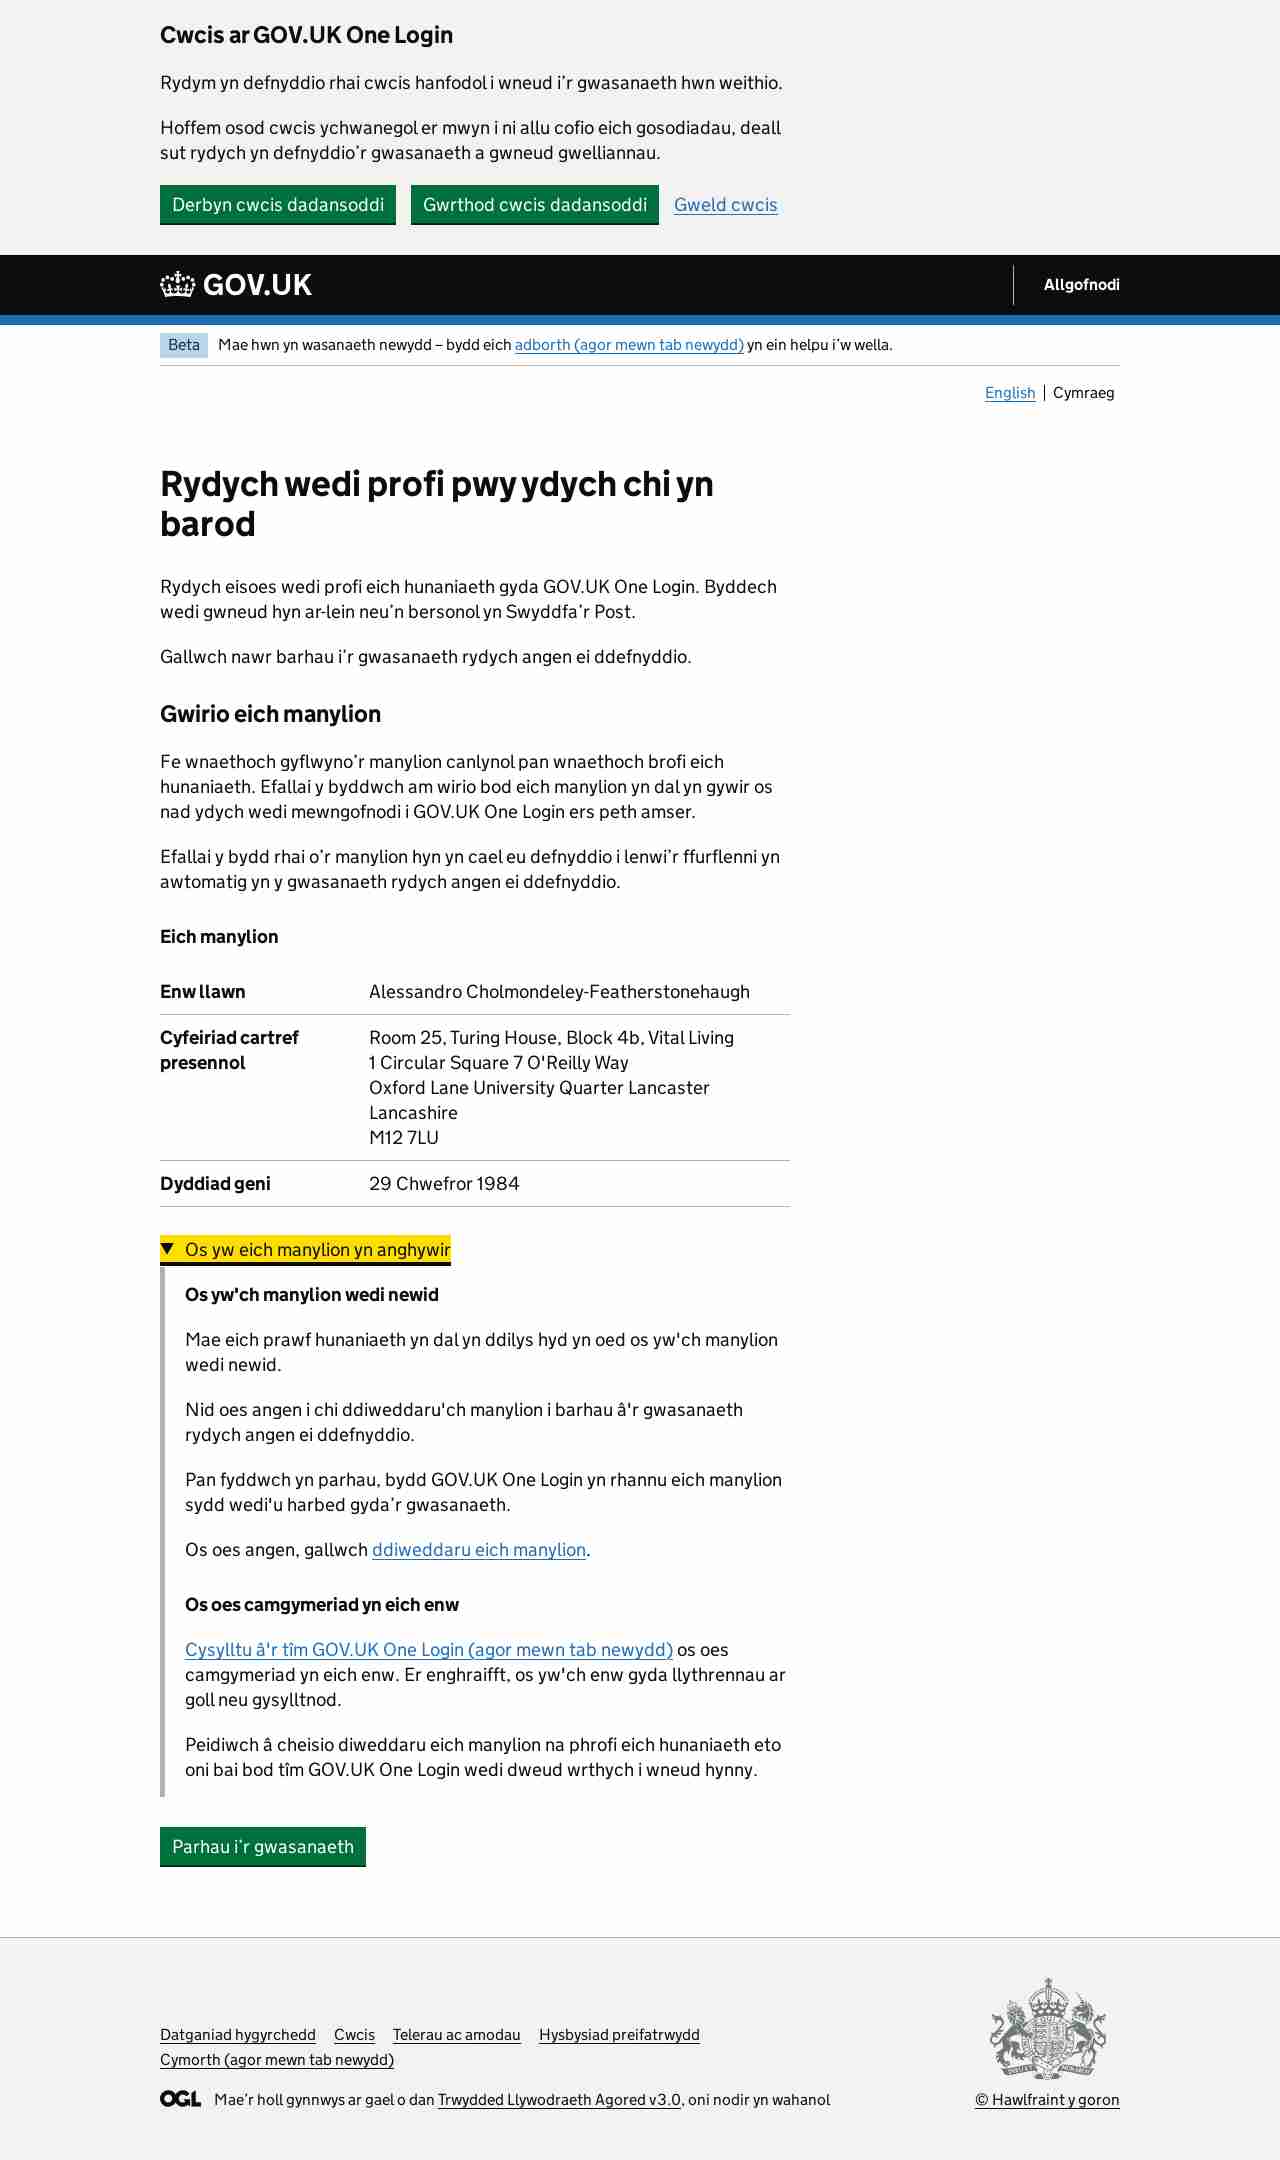 Cwcis ar GOV.UK One Login
Rydym yn defnyddio rhai cwcis hanfodol i wneud i’r gwasanaeth hwn weithio.
Hoffem osod cwcis ychwanegol er mwyn i ni allu cofio eich gosodiadau, deall
sut rydych yn defnyddio’r gwasanaeth a gwneud gwelliannau.
Derbyn cwcis dadansoddi Gwrthod cwcis dadansoddi Gweld cwcis
GOV.UK Allgofnodi
Beta Mae hwn yn wasanaeth newydd – bydd eich adborth (agor mewn tab newydd) yn ein helpu i’w wella.
English Cymraeg
Rydych wedi profi pwy ydych chi yn
barod
Rydych eisoes wedi profi eich hunaniaeth gyda GOV.UK One Login. Byddech
wedi gwneud hyn ar-lein neu’n bersonol yn Swyddfa’r Post.
Gallwch nawr barhau i’r gwasanaeth rydych angen ei ddefnyddio.
Gwirio eich manylion
Fe wnaethoch gyflwyno’r manylion canlynol pan wnaethoch brofi eich
hunaniaeth. Efallai y byddwch am wirio bod eich manylion yn dal yn gywir os
nad ydych wedi mewngofnodi i GOV.UK One Login ers peth amser.
Efallai y bydd rhai o’r manylion hyn yn cael eu defnyddio i lenwi’r ffurflenni yn
awtomatig yn y gwasanaeth rydych angen ei ddefnyddio.
Eich manylion
Enw llawn Alessandro Cholmondeley-Featherstonehaugh
Cyfeiriad cartref Room 25, Turing House, Block 4b, Vital Living
presennol 1 Circular Square 7 O'Reilly Way
Oxford Lane University Quarter Lancaster
Lancashire
M12 7LU
Dyddiad geni 29 Chwefror 1984
Os yw eich manylion yn anghywir
Os yw'ch manylion wedi newid
Mae eich prawf hunaniaeth yn dal yn ddilys hyd yn oed os yw'ch manylion
wedi newid.
Nid oes angen i chi ddiweddaru'ch manylion i barhau â'r gwasanaeth
rydych angen ei ddefnyddio.
Pan fyddwch yn parhau, bydd GOV.UK One Login yn rhannu eich manylion
sydd wedi'u harbed gyda’r gwasanaeth.
Os oes angen, gallwch ddiweddaru eich manylion.
Os oes camgymeriad yn eich enw
Cysylltu â'r tîm GOV.UK One Login (agor mewn tab newydd) os oes
camgymeriad yn eich enw. Er enghraifft, os yw'ch enw gyda llythrennau ar
goll neu gysylltnod.
Peidiwch â cheisio diweddaru eich manylion na phrofi eich hunaniaeth eto
oni bai bod tîm GOV.UK One Login wedi dweud wrthych i wneud hynny.
Parhau i’r gwasanaeth
Datganiad hygyrchedd Cwcis Telerau ac amodau Hysbysiad preifatrwydd
Cymorth (agor mewn tab newydd)
OGL Mae’r holl gynnwys ar gael o dan Trwydded Llywodraeth Agored v3.0, oni nodir yn wahanol
© Hawlfraint y goron